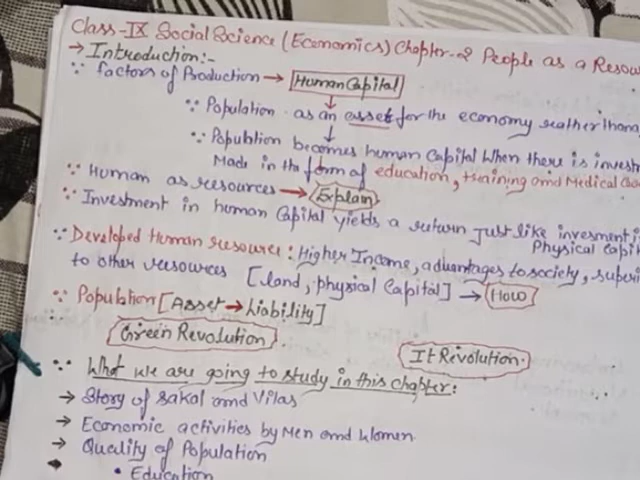 Class-IX Social Science (Economics) Chapter-2 People as a Resou
→ Introduction:-
∵ factors of Production → Human Capital
∵ Population as an asset for the economy reather than a
∵ Population becomes human Capital When there is invest
Made in the form of education, training and Medical Ca
∵ Human as resources → Explain
∵ Investment in human Capital yields a return Just like invesment i
Physical Capit
∵ Developed Human resource: Higher Income, advantages to society, superi
to other resources [land, physical Capital] → How
∵ Population [Asset → Liability]
Green Revolution
It Revolution
∵ What we are going to study in this chapter:
→ Story of Sakal and Vilas
→ Economic activities by Men and Women.
→ Quality of Population
• Education